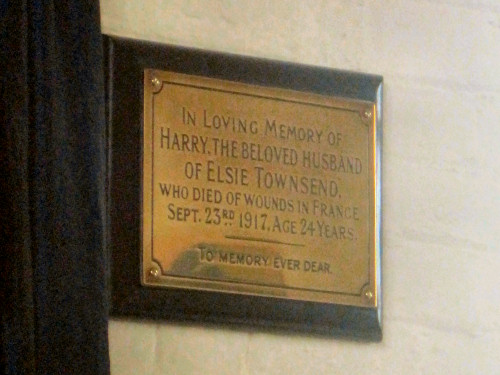 IN LOVING MEMORY OF
HARRY, THE BELOVED HUSBAND
OF ELSIE TOWNSEND,
WHO DIED OF WOUNDS IN FRANCE
SEPT. 23RD 1917, AGE 24 YEARS.
TO MEMORY EVER DEAR.